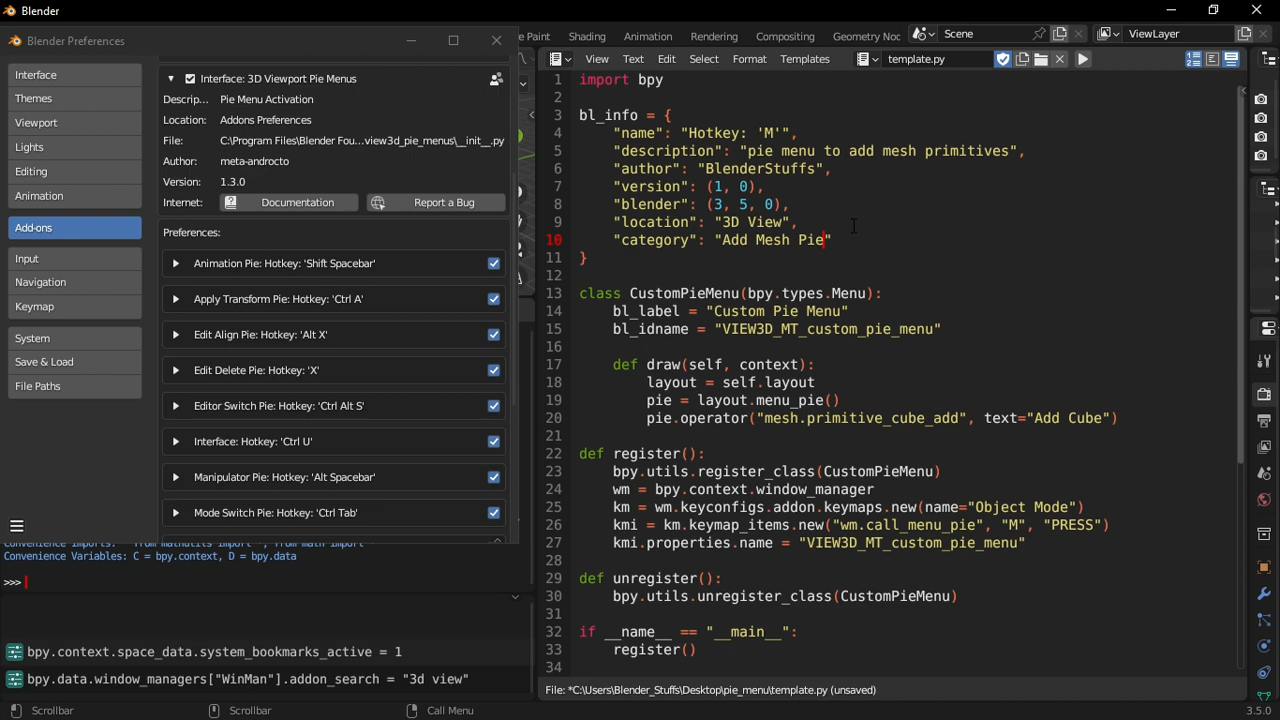 Blender
Blender Preferences
e Paint Shading Animation Rendering Compositing Geometry Noc Scene ViewLayer
View Text Edit Select Format Templates template.py
Interface
Themes
Viewport
Lights
Editing
Animation
Add-ons
Input
Navigation
Keymap
System
Save & Load
File Paths
Interface: 3D Viewport Pie Menus
Descrip... Pie Menu Activation
Location: Addons Preferences
File: C:\Program Files\Blender Fou...view3d_pie_menus\__init__.py
Author: meta-androcto
Version: 1.3.0
Internet: Documentation Report a Bug
Preferences:
Animation Pie: Hotkey: 'Shift Spacebar'
Apply Transform Pie: Hotkey: 'Ctrl A'
Edit Align Pie: Hotkey: 'Alt X'
Edit Delete Pie: Hotkey: 'X'
Editor Switch Pie: Hotkey: 'Ctrl Alt S'
Interface: Hotkey: 'Ctrl U'
Manipulator Pie: Hotkey: 'Alt Spacebar'
Mode Switch Pie: Hotkey: 'Ctrl Tab'
Convenience Variables: C = bpy.context, D = bpy.data
>>>
bpy.context.space_data.system_bookmarks_active = 1
bpy.data.window_managers["WinMan"].addon_search = "3d view"
1 import bpy
2
3 bl_info = {
4 "name": "Hotkey: 'M'",
5 "description": "pie menu to add mesh primitives",
6 "author": "BlenderStuffs",
7 "version": (1, 0),
8 "blender": (3, 5, 0),
9 "location": "3D View",
10 "category": "Add Mesh Pie"
11 }
12
13 class CustomPieMenu(bpy.types.Menu):
14 bl_label = "Custom Pie Menu"
15 bl_idname = "VIEW3D_MT_custom_pie_menu"
16
17 def draw(self, context):
18 layout = self.layout
19 pie = layout.menu_pie()
20 pie.operator("mesh.primitive_cube_add", text="Add Cube")
21
22 def register():
23 bpy.utils.register_class(CustomPieMenu)
24 wm = bpy.context.window_manager
25 km = wm.keyconfigs.addon.keymaps.new(name="Object Mode")
26 kmi = km.keymap_items.new("wm.call_menu_pie", "M", "PRESS")
27 kmi.properties.name = "VIEW3D_MT_custom_pie_menu"
28
29 def unregister():
30 bpy.utils.unregister_class(CustomPieMenu)
31
32 if __name__ == "__main__":
33 register()
34
File: *C:\Users\Blender_Stuffs\Desktop\pie_menu\template.py (unsaved)
Scrollbar Scrollbar Call Menu 3.5.0